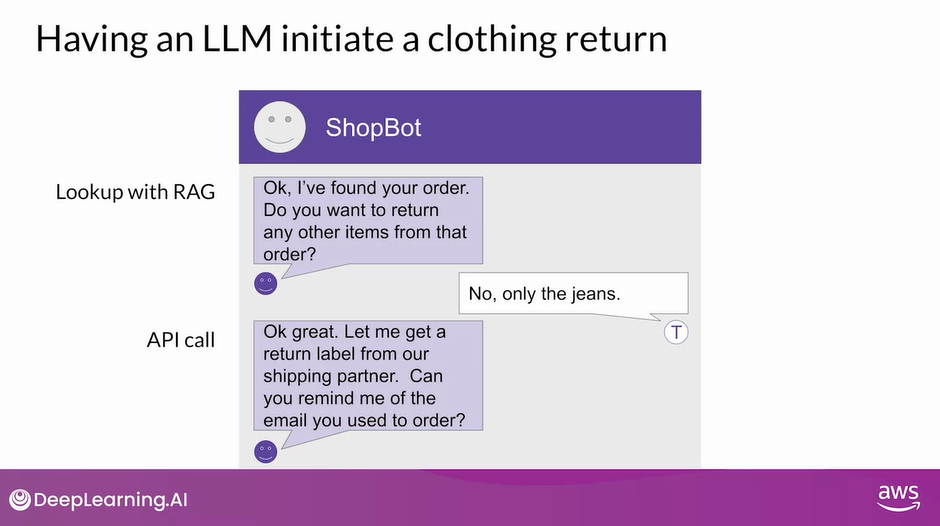 Having an LLM initiate a clothing return
ShopBot
Lookup with RAG
Ok, I've found your order.
Do you want to return
any other items from that
order?
No, only the jeans.
T
API call
Ok great. Let me get a
return label from our
shipping partner. Can
you remind me of the
email you used to order?
DeepLearning.AI
aws